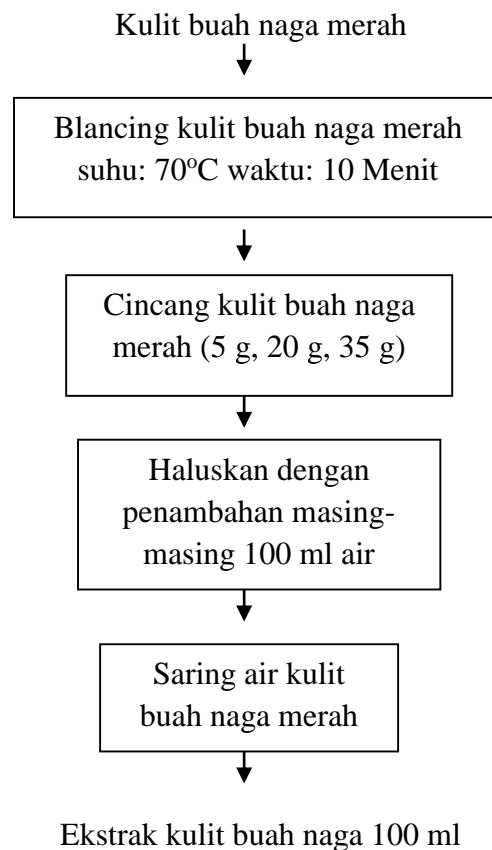 Kulit buah naga merah
Blancing kulit buah naga merah
suhu: 70°C waktu: 10 Menit
Cincang kulit buah naga
merah (5 g, 20 g, 35 g)
Haluskan dengan
penambahan masing-
masing 100 ml air
Saring air kulit
buah naga merah
Ekstrak kulit buah naga 100 ml